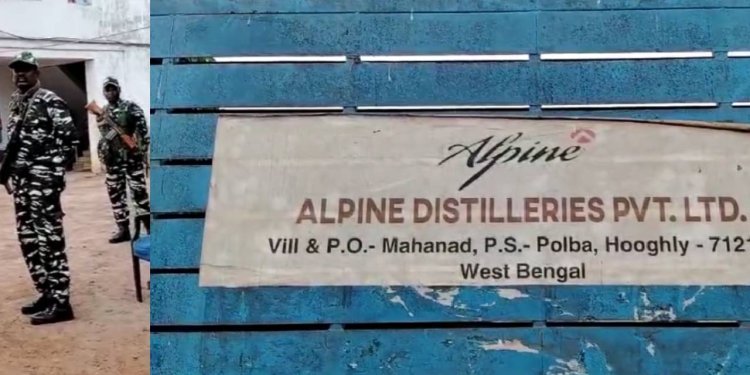 Alpine
ALPINE DISTILLERIES PVT. LTD.
Vill & P.O.- Mahanad, P.S.- Polba, Hooghly - 7121
West Bengal